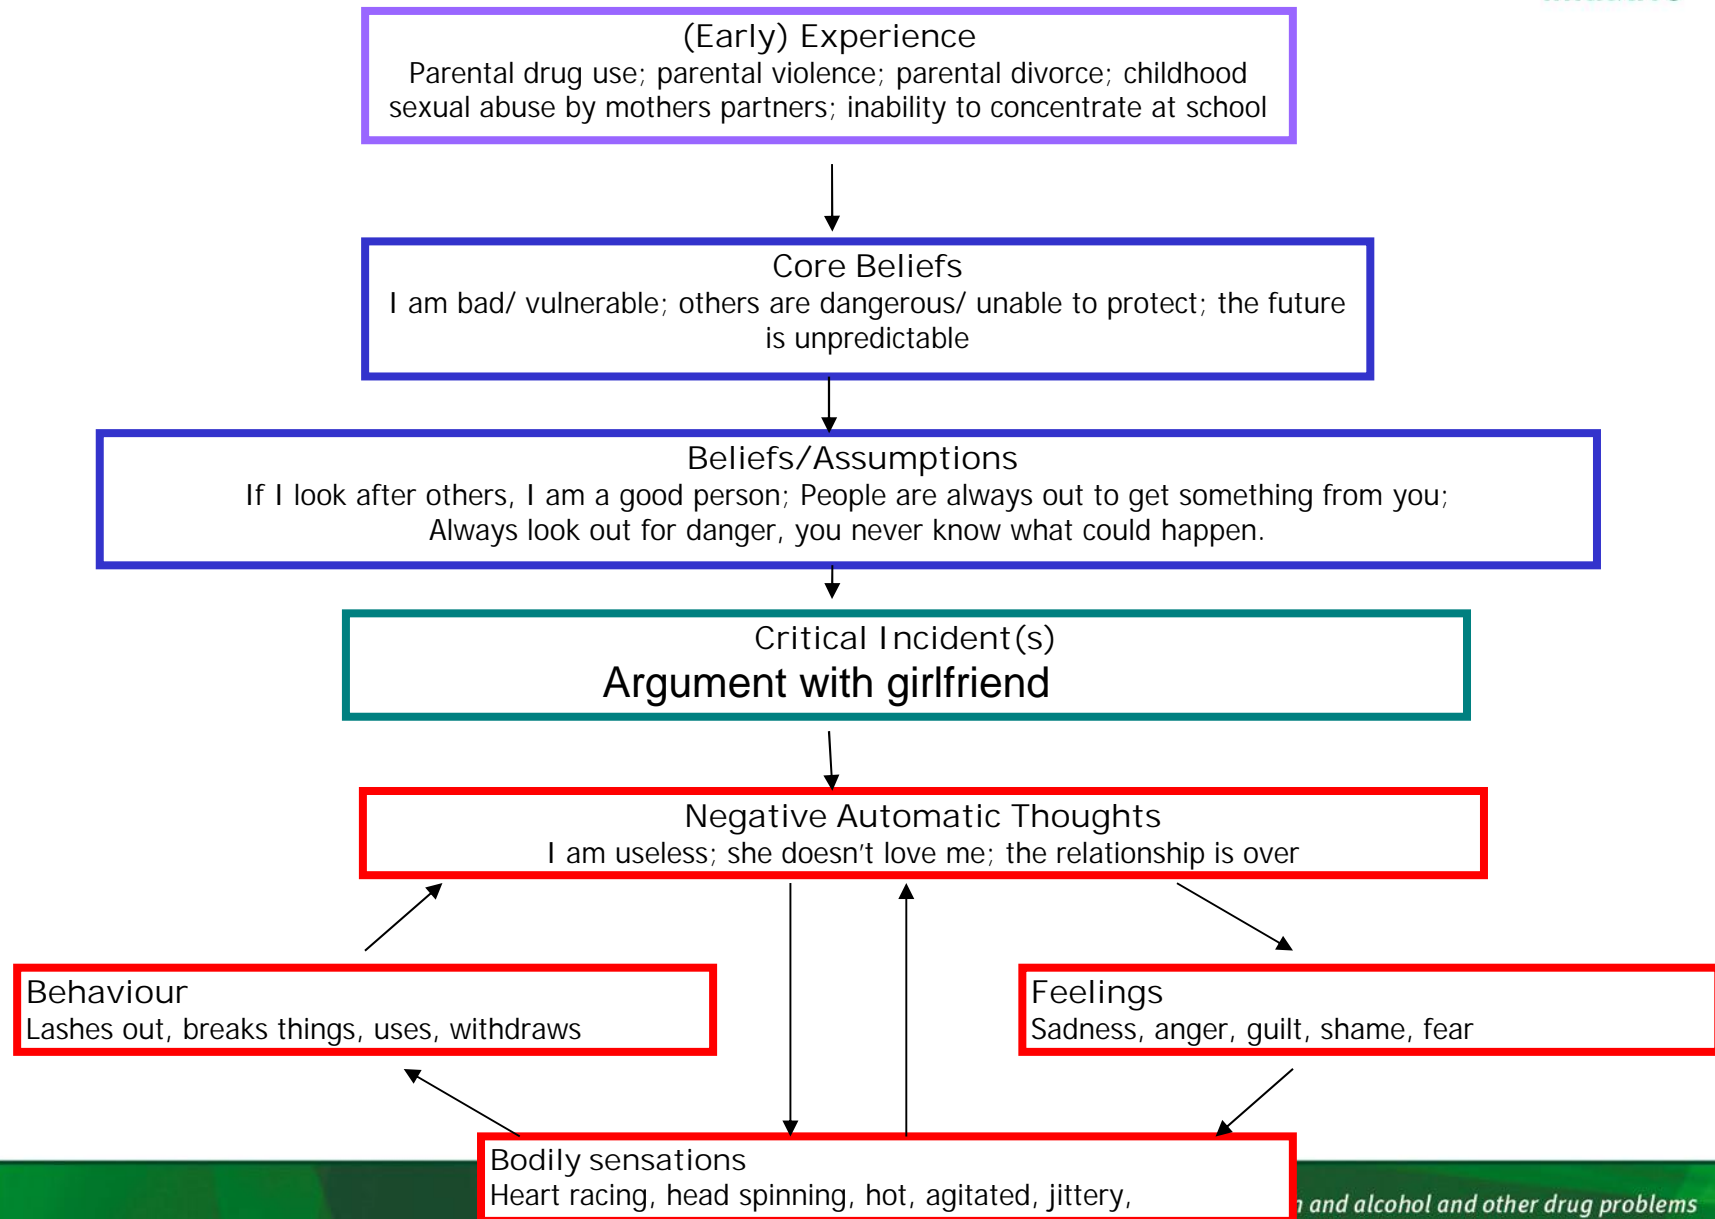 (Early) Experience
Parental drug use; parental violence; parental divorce; childhood
sexual abuse by mothers partners; inability to concentrate at school
Core Beliefs
I am bad/ vulnerable; others are dangerous/ unable to protect; the future
is unpredictable
Beliefs/Assumptions
If I look after others, I am a good person; People are always out to get something from you;
Always look out for danger, you never know what could happen.
Critical Incident(s)
Argument with girlfriend
Negative Automatic Thoughts
I am useless; she doesn't love me; the relationship is over
Behaviour
Lashes out, breaks things, uses, withdraws
Feelings
Sadness, anger, guilt, shame, fear
Bodily sensations
Heart racing, head spinning, hot, agitated, jittery,
and alcohol and other drug problems